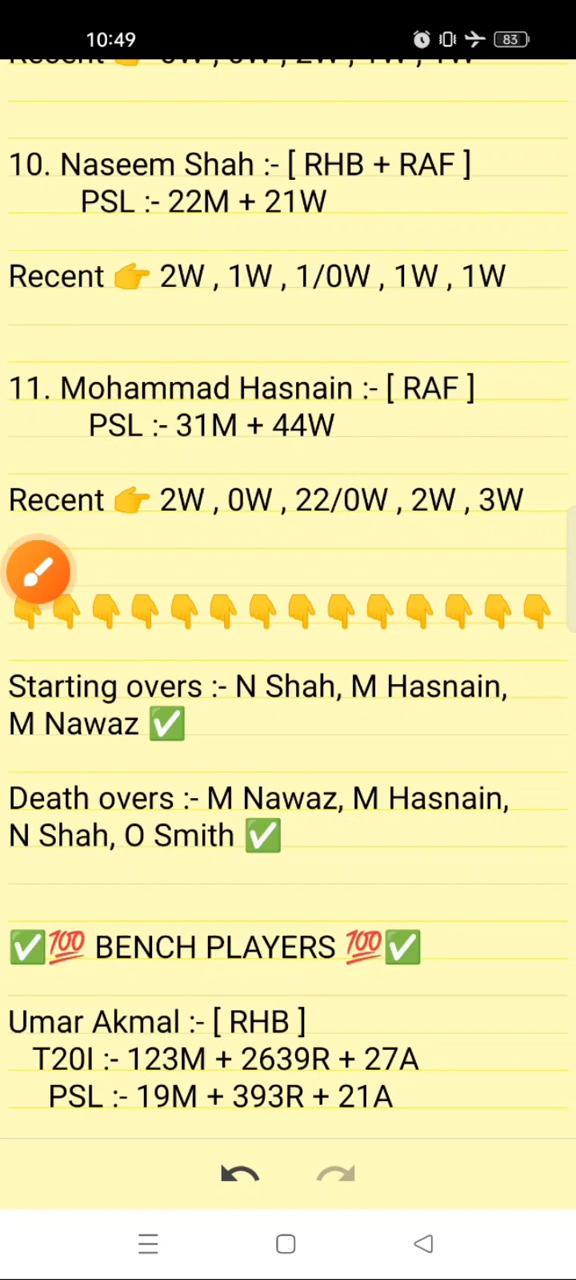 10:49
83
10. Naseem Shah :- [ RHB + RAF ]
PSL :- 22M + 21W
Recent 👉 2W , 1W , 1/0W , 1W , 1W
11. Mohammad Hasnain :- [ RAF ]
PSL :- 31M + 44W
Recent 👉 2W , 0W , 22/0W , 2W , 3W
👇👇👇👇👇👇👇👇👇👇👇👇👇👇
Starting overs :- N Shah, M Hasnain,
M Nawaz ✅
Death overs :- M Nawaz, M Hasnain,
N Shah, O Smith ✅
✅💯 BENCH PLAYERS 💯✅
Umar Akmal :- [ RHB ]
T20I :- 123M + 2639R + 27A
PSL :- 19M + 393R + 21A